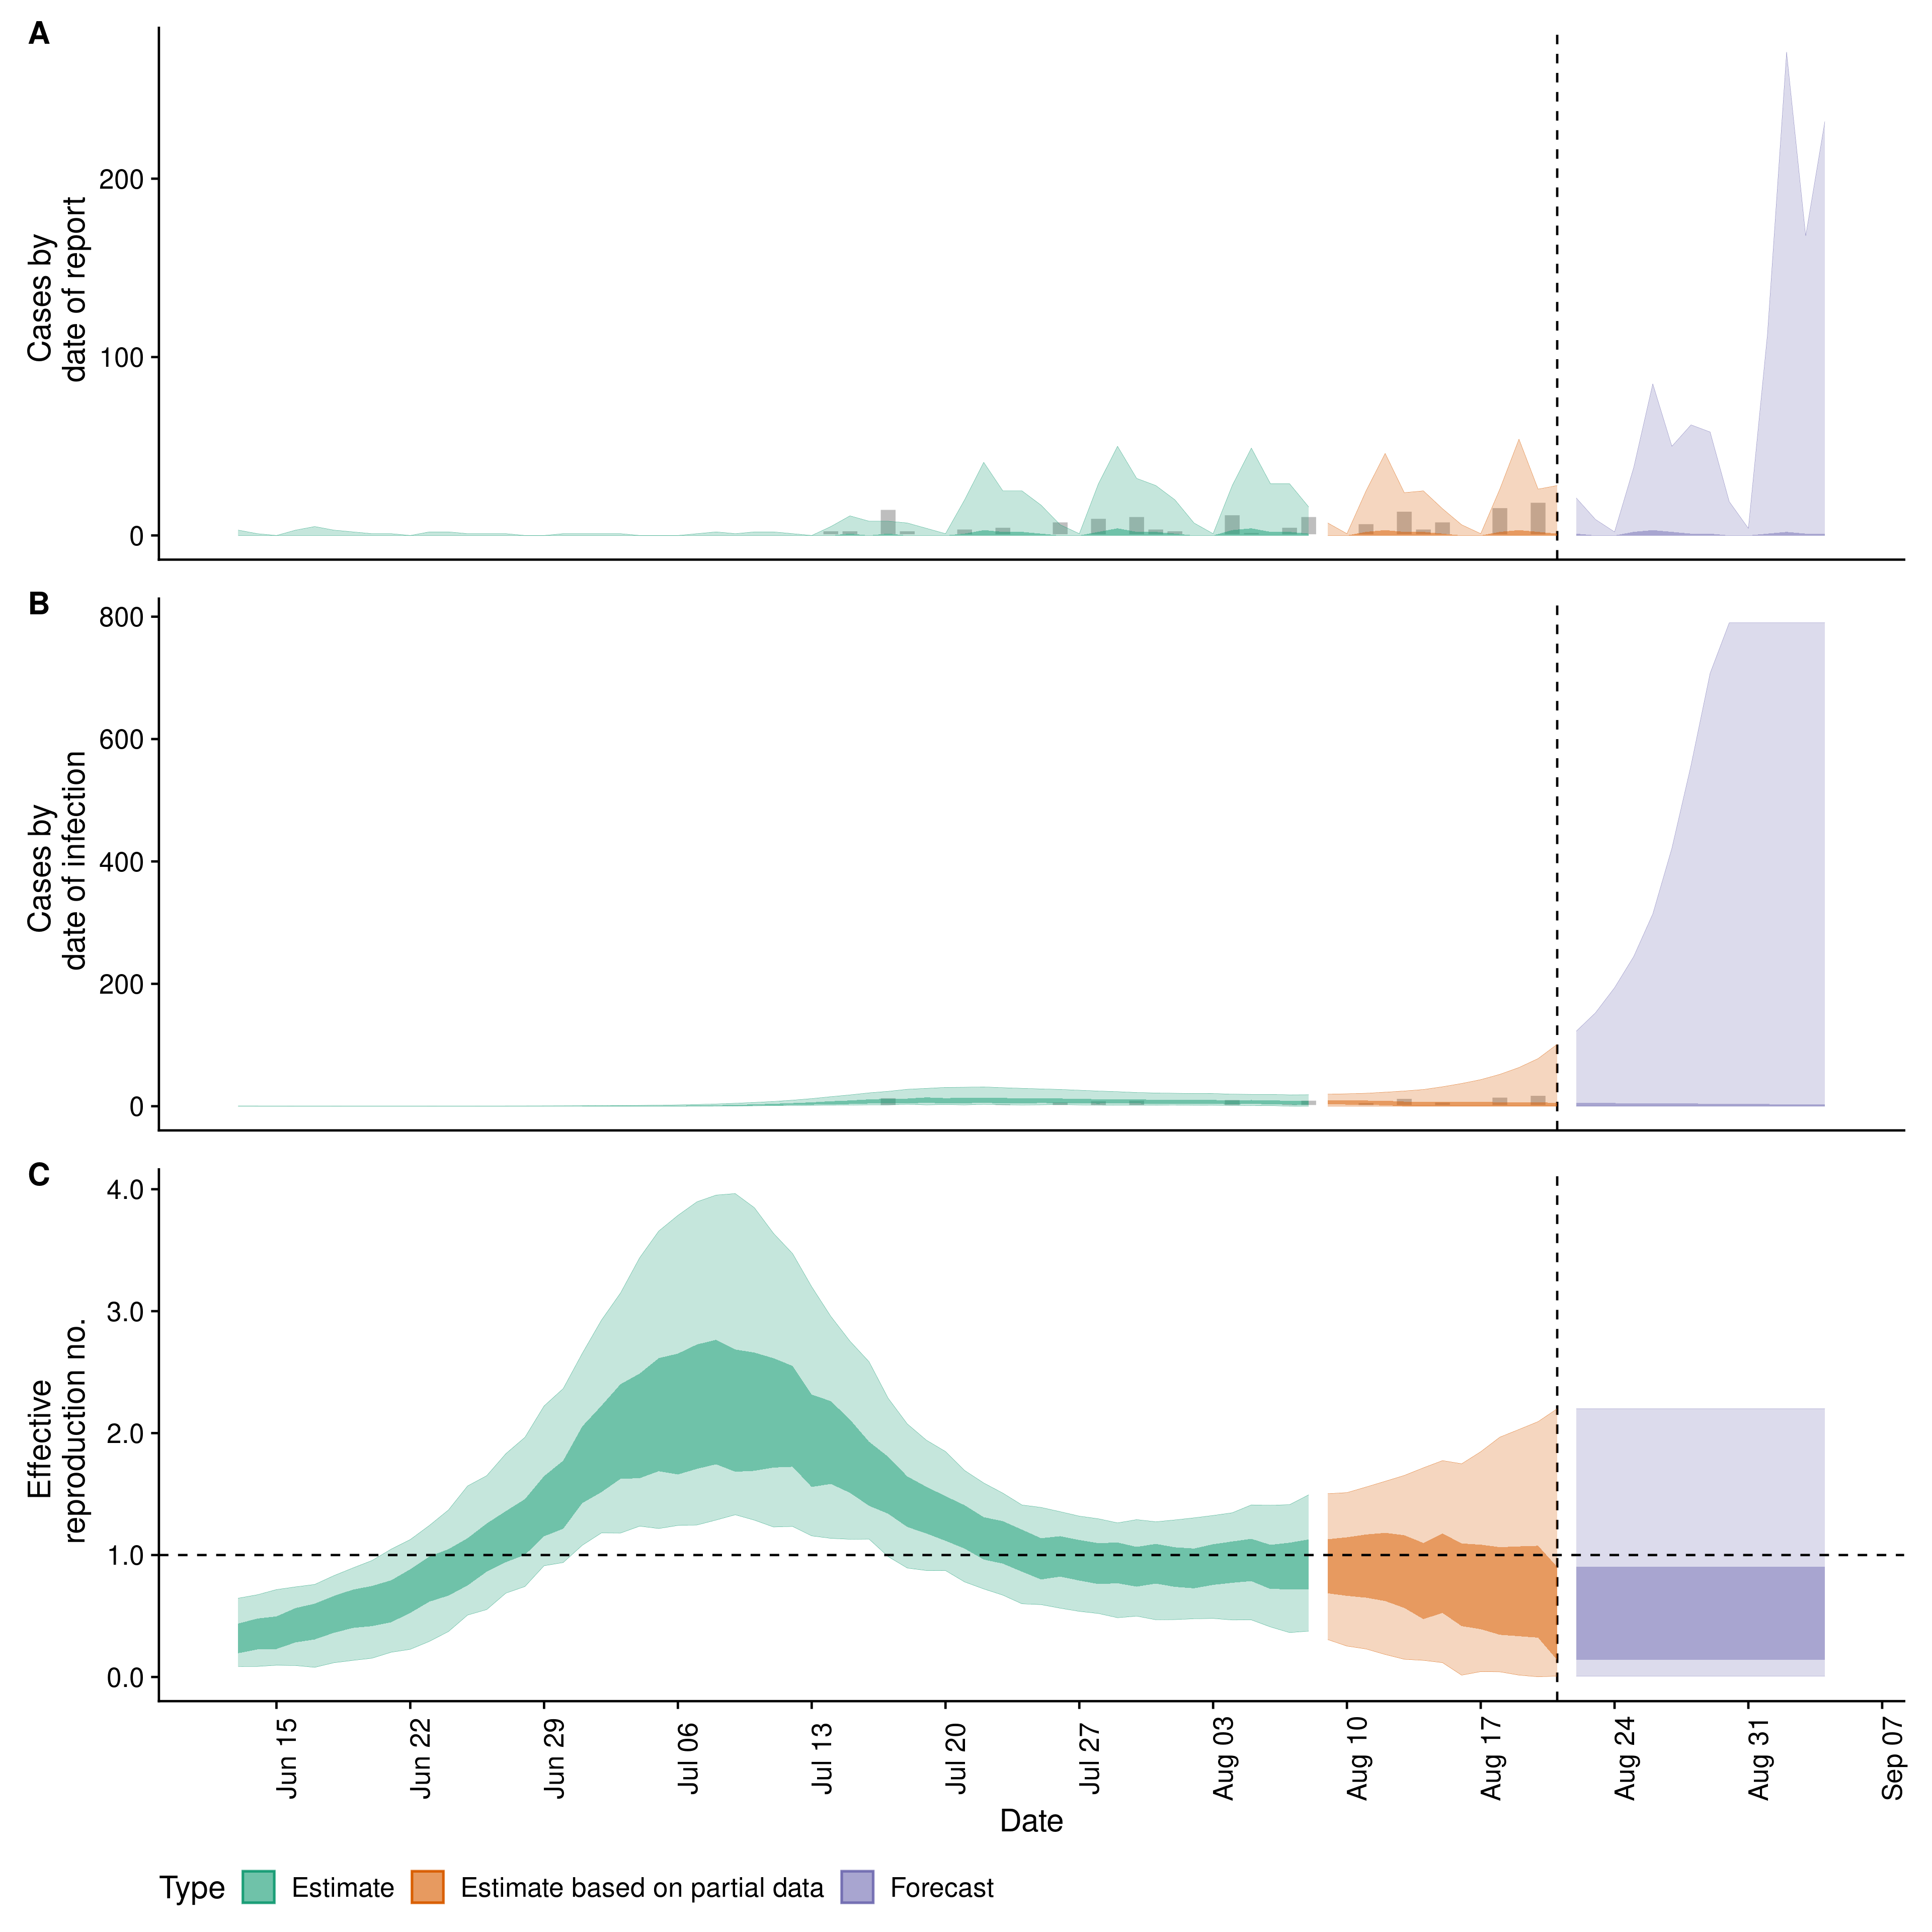 A
Cases by
date of report
200
100
0
B
Cases by
date of infection
800
600
400
200
0
C
Effective
reproduction no.
4.0
3.0
2.0
1.0
0.0
Jun 15
Jun 22
Jun 29
Jul 06
Jul 13
Jul 20
Jul 27
Aug 03
Aug 10
Aug 17
Aug 24
Aug 31
Sep 07
Date
Type Estimate Estimate based on partial data Forecast